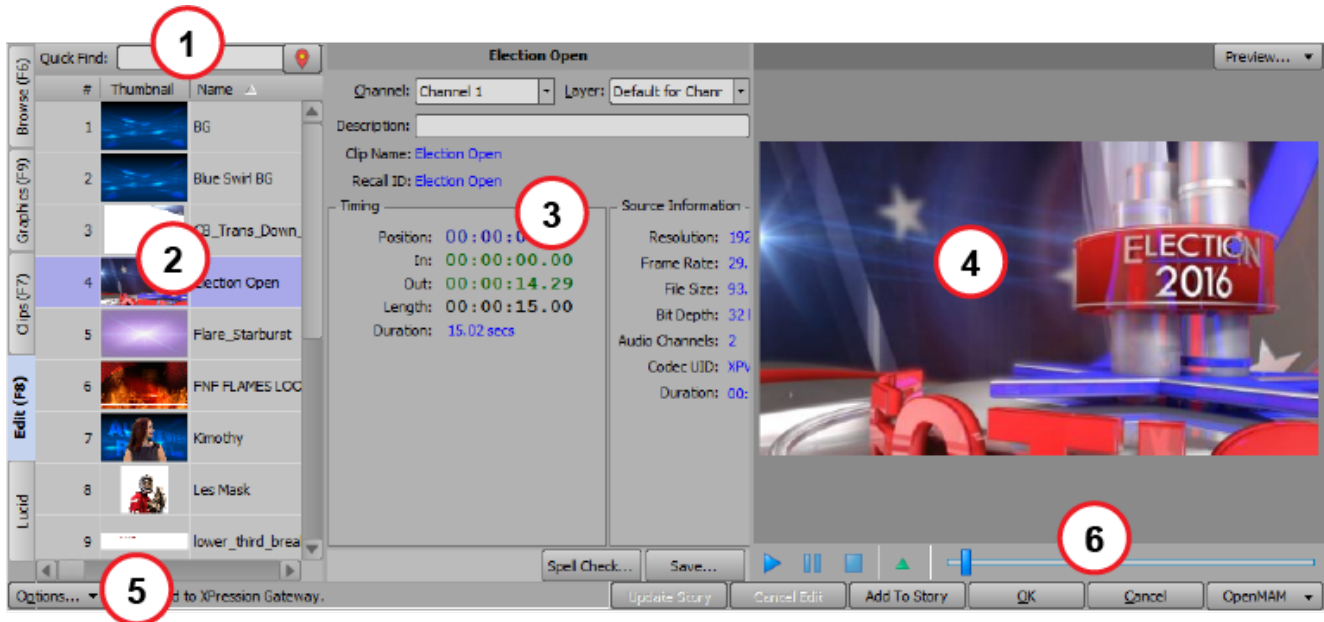 1
Quick Find:
Election Open
Preview...
# Thumbnail Name
Channel: Channel 1 Layer: Default for Chanr
Description:
1 BG
Clip Name: Election Open
2 Blue Swirl BG
Recall ID: Election Open
Timing
Source Information
3 _Trans_Down_
Position: 00:00:0
3
Resolution: 192
2
In: 00:00:00.00
Frame Rate: 29.
4
4 Election Open
Out: 00:00:14.29
File Size: 93.
Length: 00:00:15.00
Bit Depth: 32
5 Flare_Starburst
Duration: 15.02 secs
Audio Channels: 2
Codec UID: XPV
Duration: 00:
6 FNF FLAMES LOO
7 Kimothy
8 Les Mask
9 lower_third_brea
Browse (F6)
Graphics (F9)
Clips (F7)
Edit (F8)
Lucid
ELECTION
2016
6
Spell Check... Save...
Options...
5
d to XPression Gateway.
Update Story Cancel Edit Add To Story OK Cancel OpenMAM